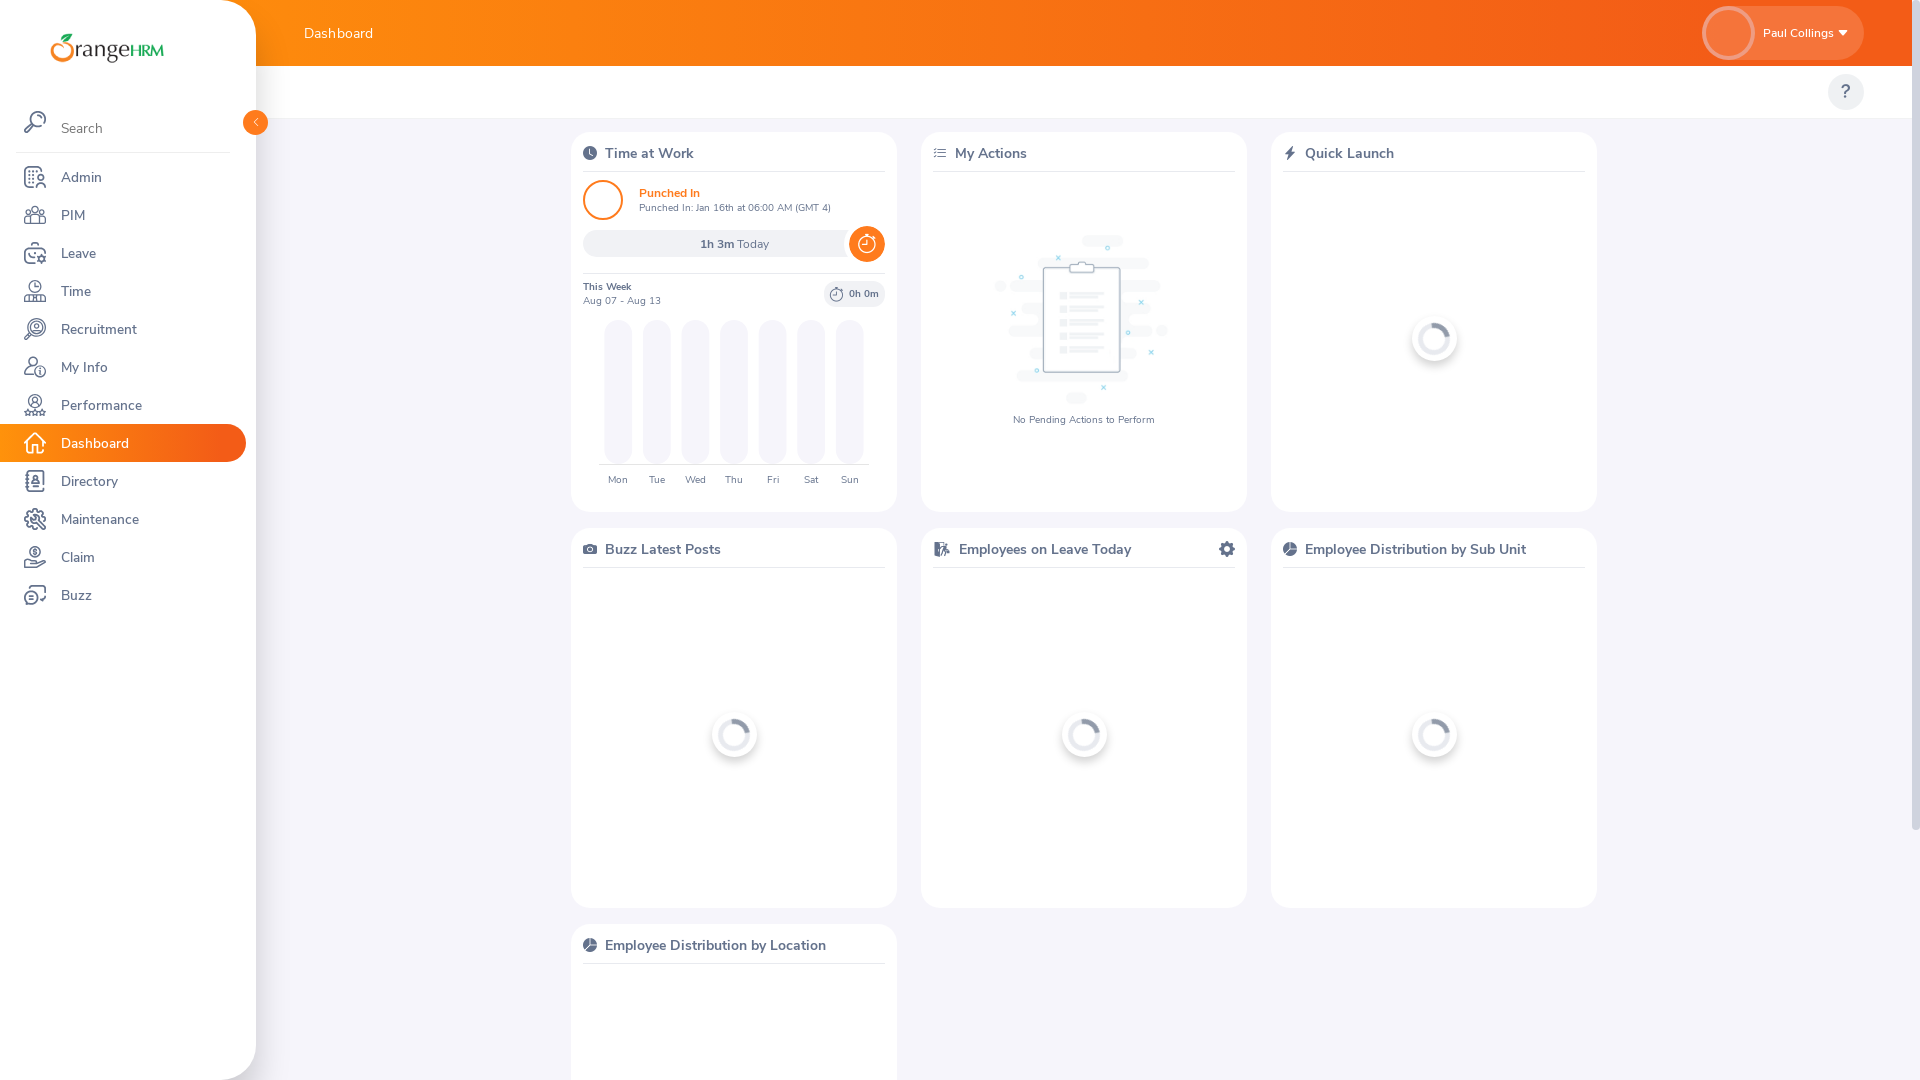 OrangeHRM
Search
Admin
PIM
Leave
Time
Recruitment
My Info
Performance
Dashboard
Directory
Maintenance
Claim
Buzz
Dashboard
Paul Collings
?
Time at Work
Punched In
Punched In: Jan 16th at 06:00 AM (GMT 4)
1h 3m Today
This Week
Aug 07 - Aug 13
0h 0m
Mon Tue Wed Thu Fri Sat Sun
My Actions
No Pending Actions to Perform
Quick Launch
Buzz Latest Posts
Employees on Leave Today
Employee Distribution by Sub Unit
Employee Distribution by Location